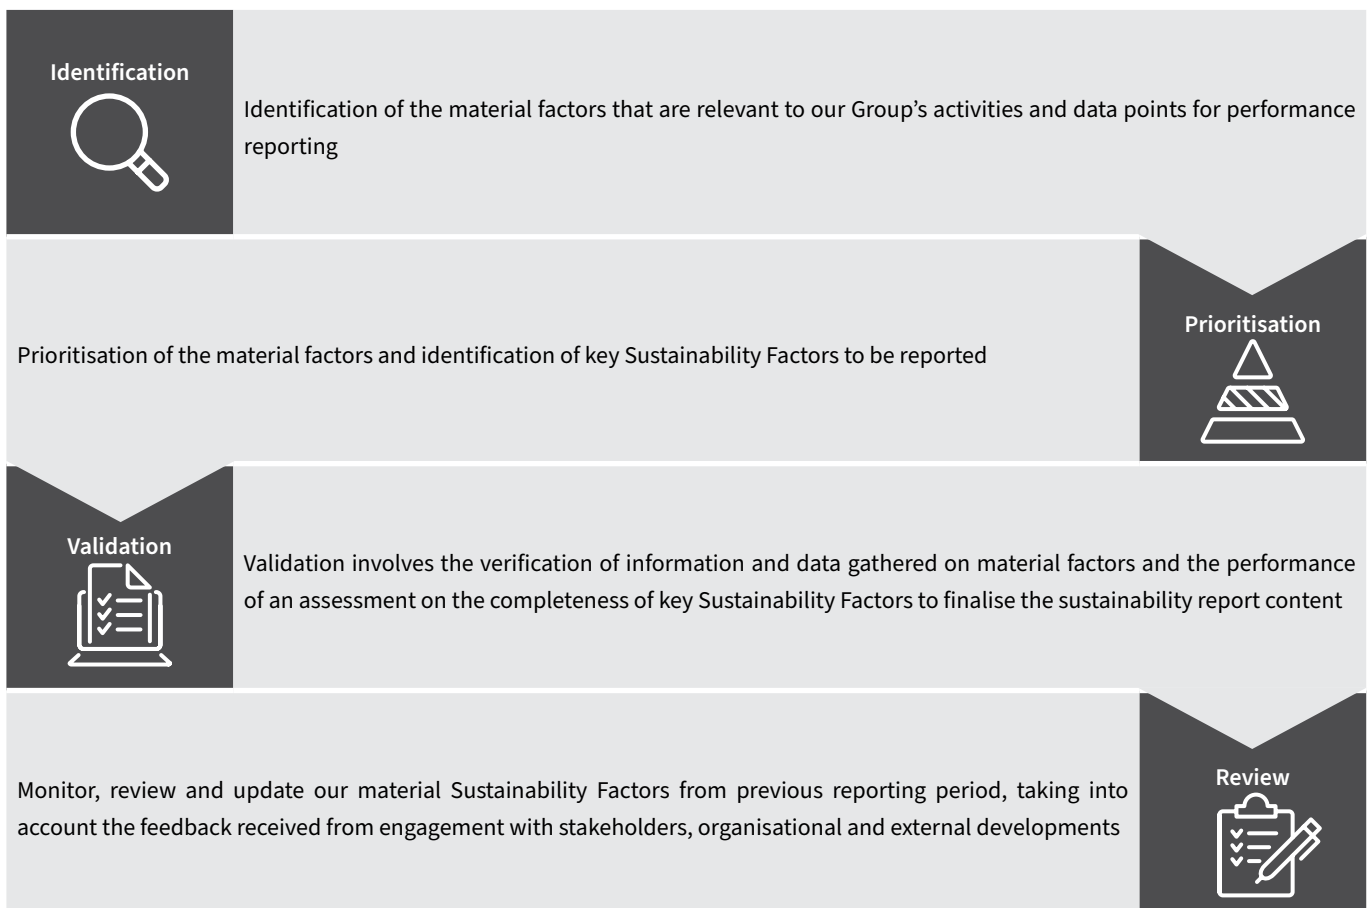 Identification
Identification of the material factors that are relevant to our Group’s activities and data points for performance
reporting
Prioritisation of the material factors and identification of key Sustainability Factors to be reported
Prioritisation
Validation
Validation involves the verification of information and data gathered on material factors and the performance
of an assessment on the completeness of key Sustainability Factors to finalise the sustainability report content
Monitor, review and update our material Sustainability Factors from previous reporting period, taking into
account the feedback received from engagement with stakeholders, organisational and external developments
Review